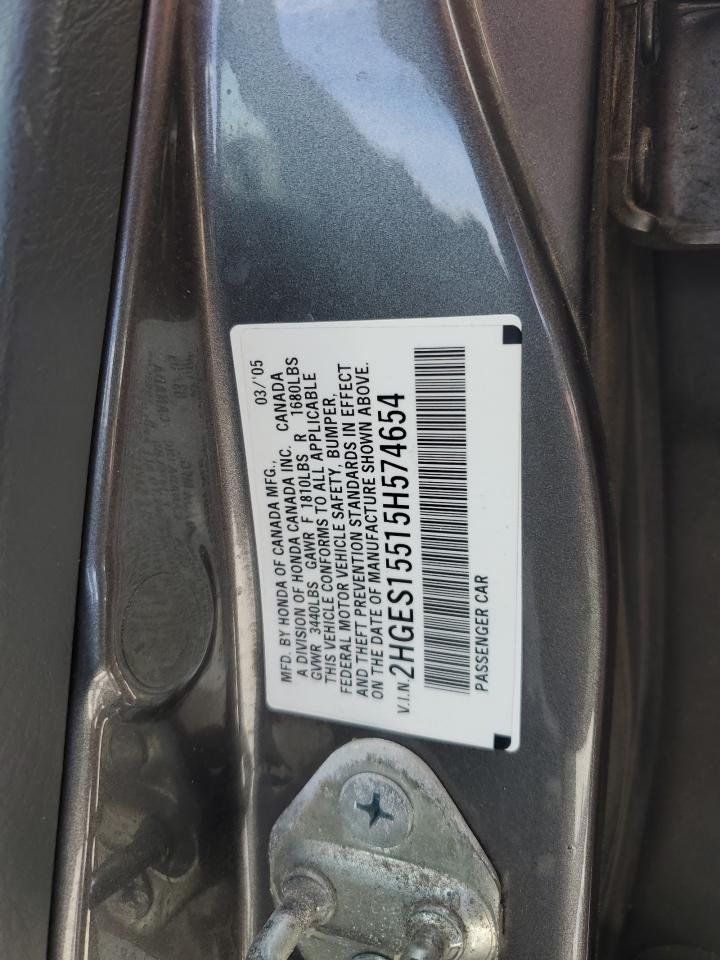 MFD. BY HONDA OF CANADA MFG., 03/'05
A DIVISION OF HONDA CANADA INC. CANADA
GVWR 3440LBS GAWR F 1810LBS R 1680LBS
THIS VEHICLE CONFORMS TO ALL APPLICABLE
FEDERAL MOTOR VEHICLE SAFETY, BUMPER,
AND THEFT PREVENTION STANDARDS IN EFFECT
ON THE DATE OF MANUFACTURE SHOWN ABOVE.
V.I.N. 2HGES15515H574654
PASSENGER CAR